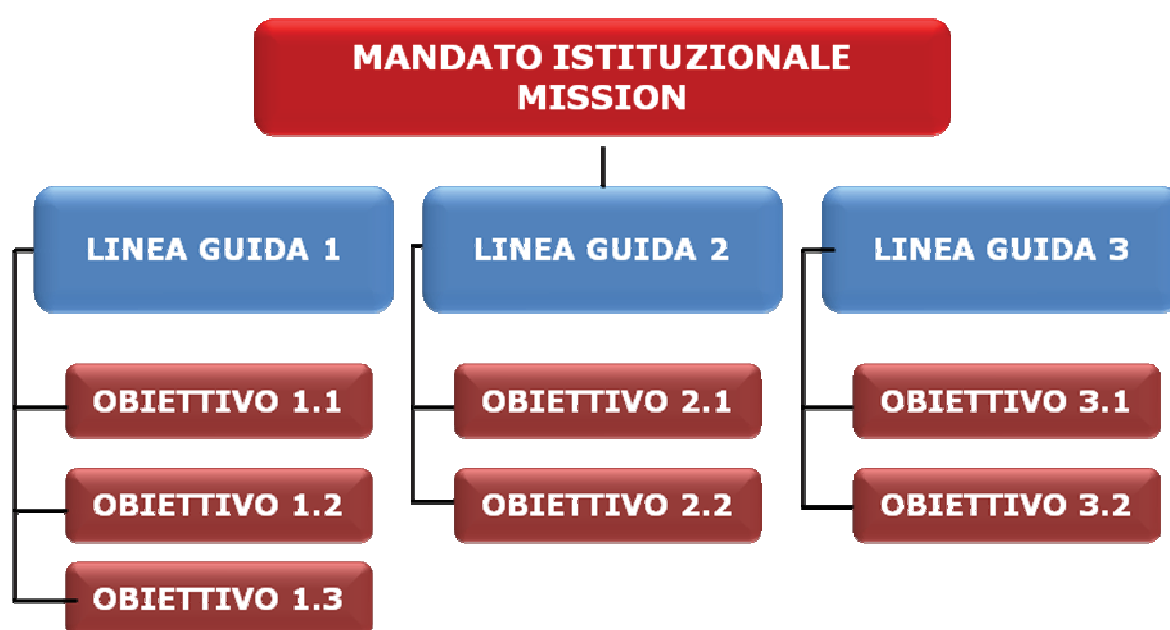 MANDATO ISTITUZIONALE
MISSION
LINEA GUIDA 1
LINEA GUIDA 2
LINEA GUIDA 3
OBIETTIVO 1.1
OBIETTIVO 2.1
OBIETTIVO 3.1
OBIETTIVO 1.2
OBIETTIVO 2.2
OBIETTIVO 3.2
OBIETTIVO 1.3